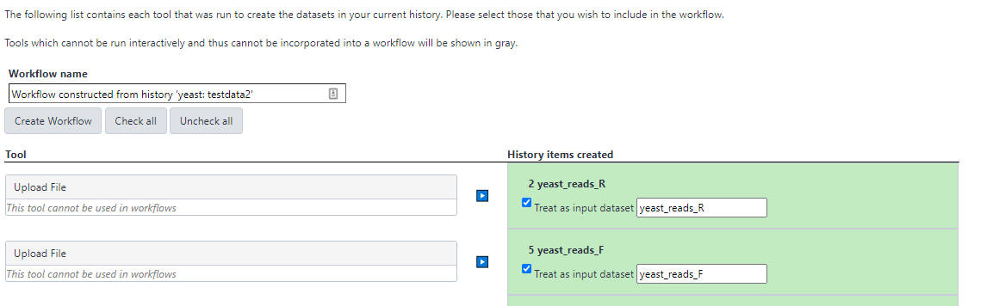 The following list contains each tool that was run to create the datasets in your current history. Please select those that you wish to include in the workflow.
Tools which cannot be run interactively and thus cannot be incorporated into a workflow will be shown in gray.
Workflow name
Workflow constructed from history 'yeast: testdata2'
Create Workflow Check all Uncheck all
Tool History items created
Upload File
This tool cannot be used in workflows
2 yeast_reads_R
Treat as input dataset yeast_reads_R
Upload File
This tool cannot be used in workflows
5 yeast_reads_F
Treat as input dataset yeast_reads_F